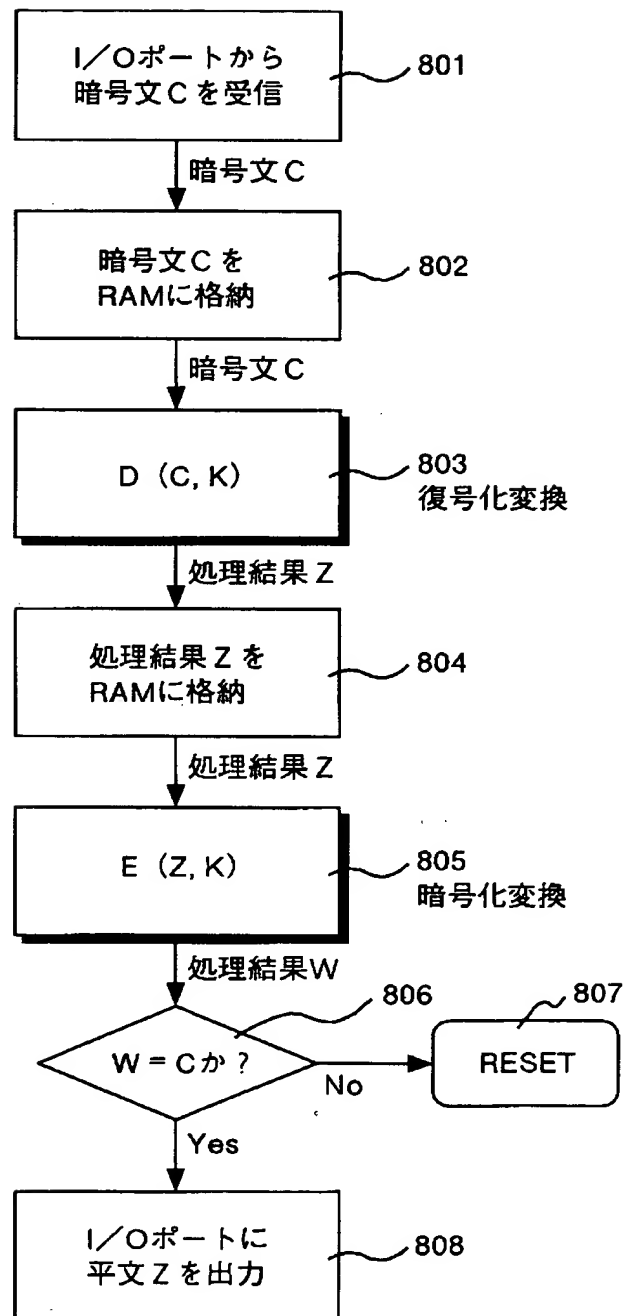 I／Oポートから
暗号文Cを受信
801
暗号文C
暗号文Cを
RAMに格納
802
暗号文C
D (C, K)
803
復号化変換
処理結果Z
処理結果Zを
RAMに格納
804
処理結果Z
E (Z, K)
805
暗号化変換
処理結果W
806
W = Cか ?
No
807
RESET
Yes
I／Oポートに
平文Zを出力
808